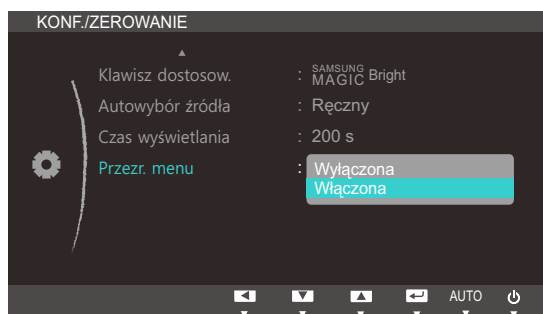 KONF./ZEROWANIE
Klawisz dostosow. : SAMSUNG MAGIC Bright
Autowybór źródła : Ręczny
Czas wyświetlania : 200 s
Przezr. menu : Wyłączona
Włączona
AUTO